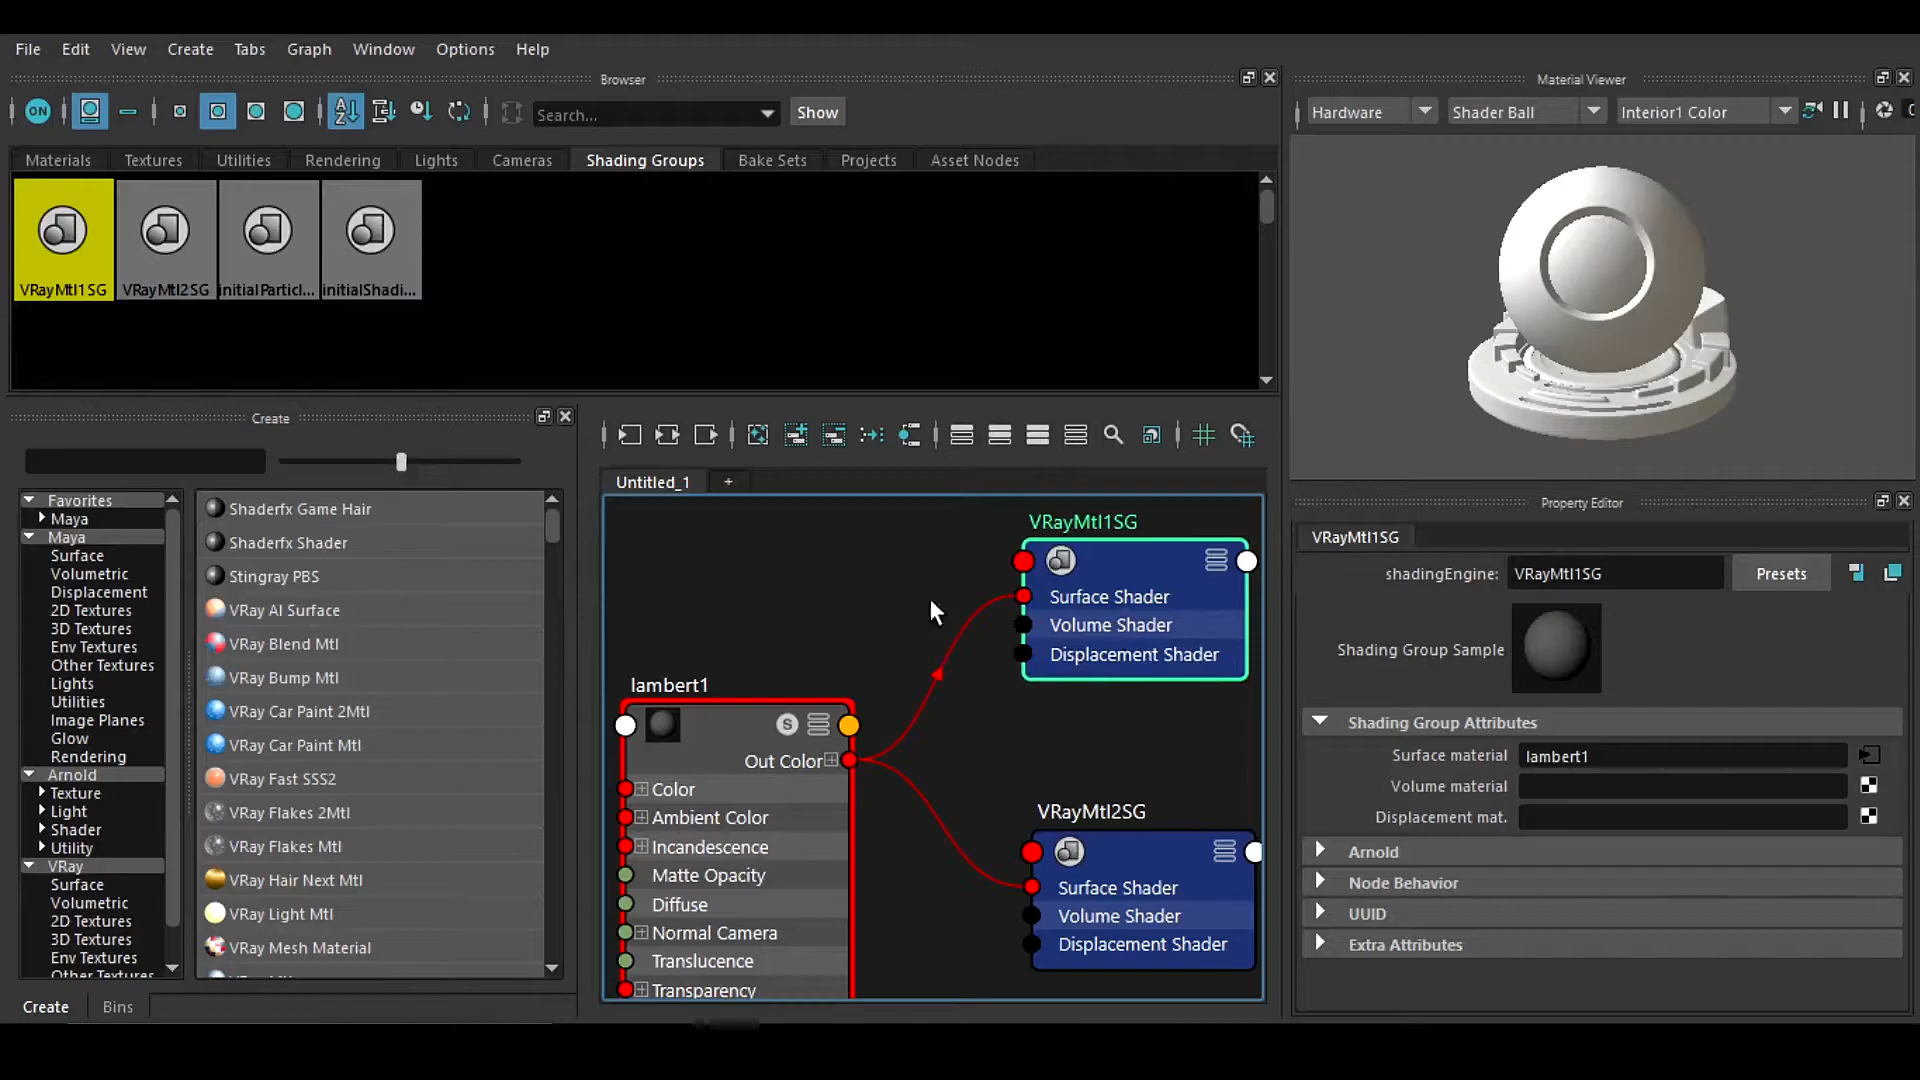 File Edit View Create Tabs Graph Window Options Help
Browser
ON
Search...
Show
Materials Textures Utilities Rendering Lights Cameras Shading Groups Bake Sets Projects Asset Nodes
VRayMtl1SG VRayMtl2SG initialParticl... initialShadi...
Material Viewer
Hardware Shader Ball Interior1 Color
Create
Favorites
Maya
Maya
Surface
Volumetric
Displacement
2D Textures
3D Textures
Env Textures
Other Textures
Lights
Utilities
Image Planes
Glow
Rendering
Arnold
Texture
Light
Shader
Utility
VRay
Surface
Volumetric
2D Textures
3D Textures
Env Textures
Other Textures
Shaderfx Game Hair
Shaderfx Shader
Stingray PBS
VRay Al Surface
VRay Blend Mtl
VRay Bump Mtl
VRay Car Paint 2Mtl
VRay Car Paint Mtl
VRay Fast SSS2
VRay Flakes 2Mtl
VRay Flakes Mtl
VRay Hair Next Mtl
VRay Light Mtl
VRay Mesh Material
Create Bins
Untitled_1 +
VRayMtl1SG
Surface Shader
Volume Shader
Displacement Shader
lambert1
S
Out Color
Color
Ambient Color
Incandescence
Matte Opacity
Diffuse
Normal Camera
Translucence
Transparency
VRayMtl2SG
Surface Shader
Volume Shader
Displacement Shader
Property Editor
VRayMtl1SG
shadingEngine: VRayMtl1SG Presets
Shading Group Sample
Shading Group Attributes
Surface material lambert1
Volume material
Displacement mat.
Arnold
Node Behavior
UUID
Extra Attributes